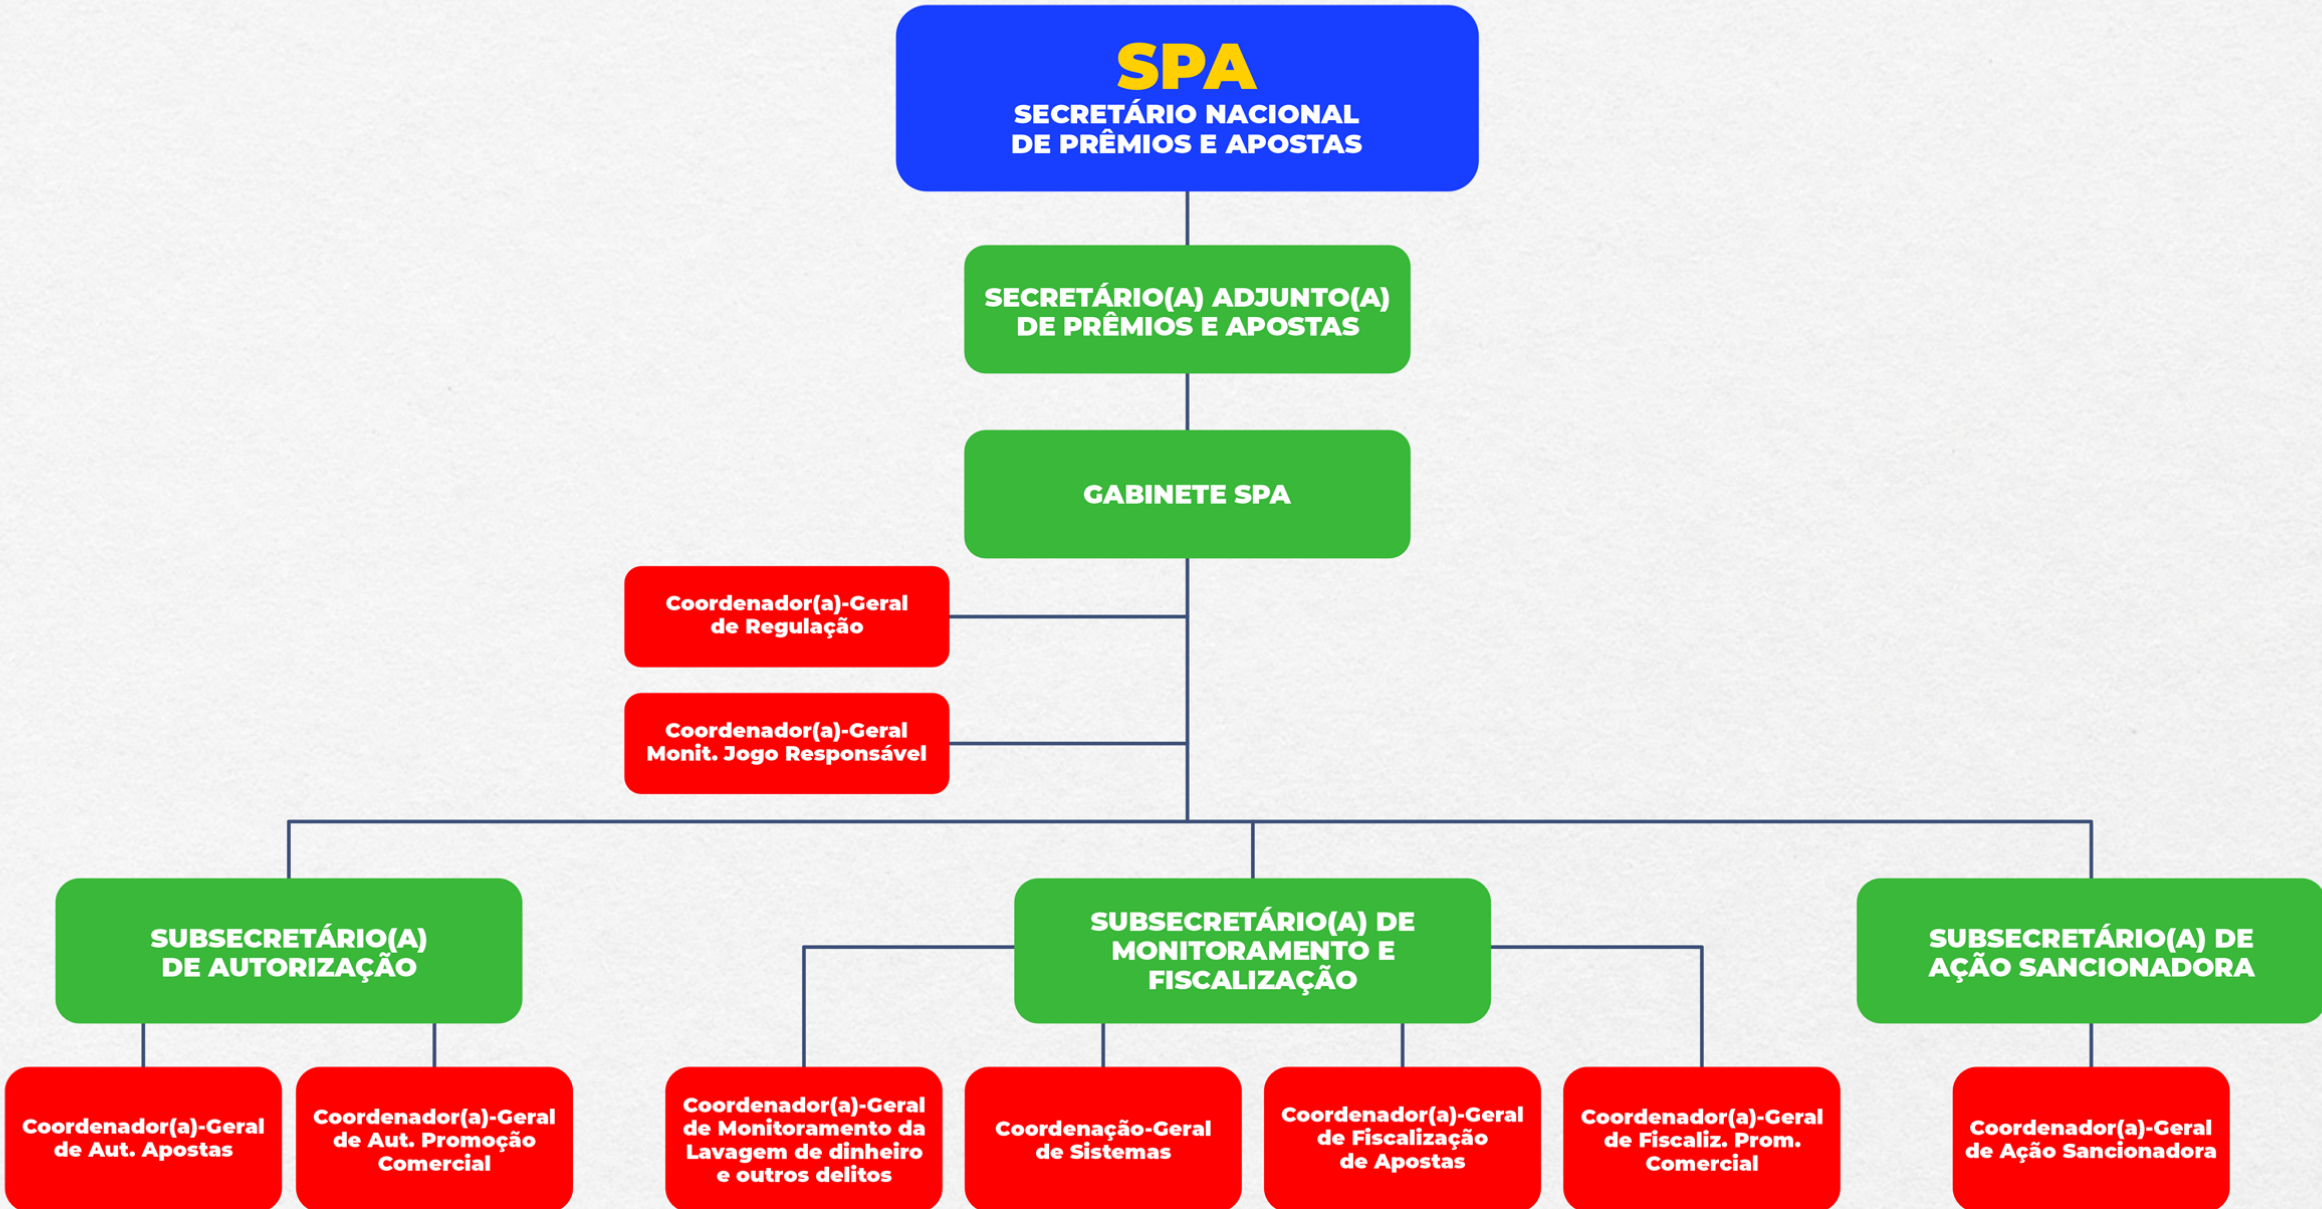 SPA
SECRETÁRIO NACIONAL
DE PRÊMIOS E APOSTAS
SECRETÁRIO(A) ADJUNTO(A)
DE PRÊMIOS E APOSTAS
GABINETE SPA
Coordenador(a)-Geral
de Regulação
Coordenador(a)-Geral
Monit. Jogo Responsável
SUBSECRETÁRIO(A)
DE AUTORIZAÇÃO
SUBSECRETÁRIO(A) DE
MONITORAMENTO E
FISCALIZAÇÃO
SUBSECRETÁRIO(A) DE
AÇÃO SANCIONADORA
Coordenador(a)-Geral
de Aut. Apostas
Coordenador(a)-Geral
de Aut. Promoção
Comercial
Coordenador(a)-Geral
de Monitoramento da
Lavagem de dinheiro
e outros delitos
Coordenação-Geral
de Sistemas
Coordenador(a)-Geral
de Fiscalização
de Apostas
Coordenador(a)-Geral
de Fiscaliz. Prom.
Comercial
Coordenador(a)-Geral
de Ação Sancionadora